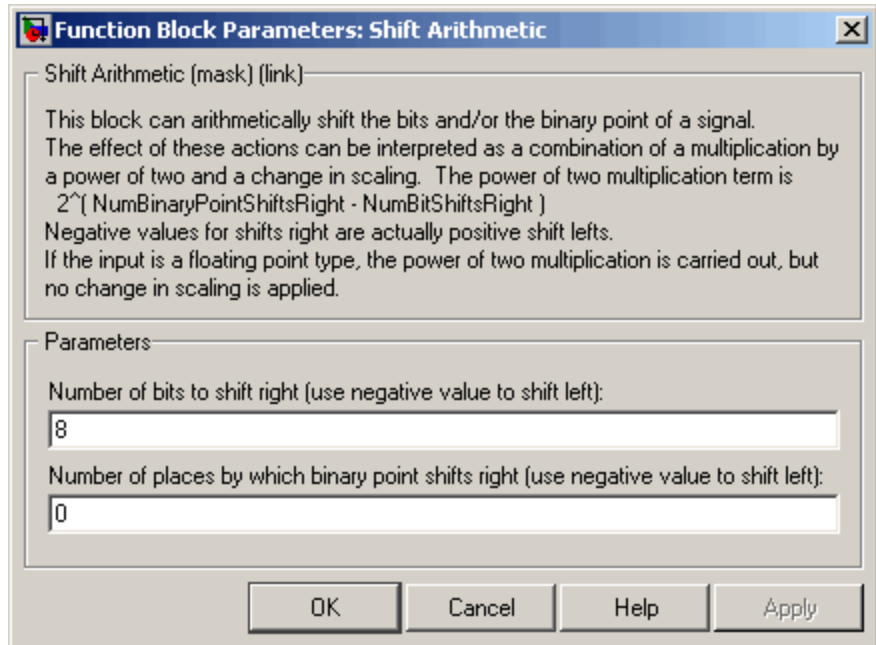 Function Block Parameters: Shift Arithmetic
Shift Arithmetic (mask) (link)
This block can arithmetically shift the bits and/or the binary point of a signal.
The effect of these actions can be interpreted as a combination of a multiplication by
a power of two and a change in scaling.  The power of two multiplication term is
2^( NumBinaryPointShiftsRight - NumBitShiftsRight )
Negative values for shifts right are actually positive shift lefts.
If the input is a floating point type, the power of two multiplication is carried out, but
no change in scaling is applied.
Parameters
Number of bits to shift right (use negative value to shift left):
8
Number of places by which binary point shifts right (use negative value to shift left):
0
OK Cancel Help Apply